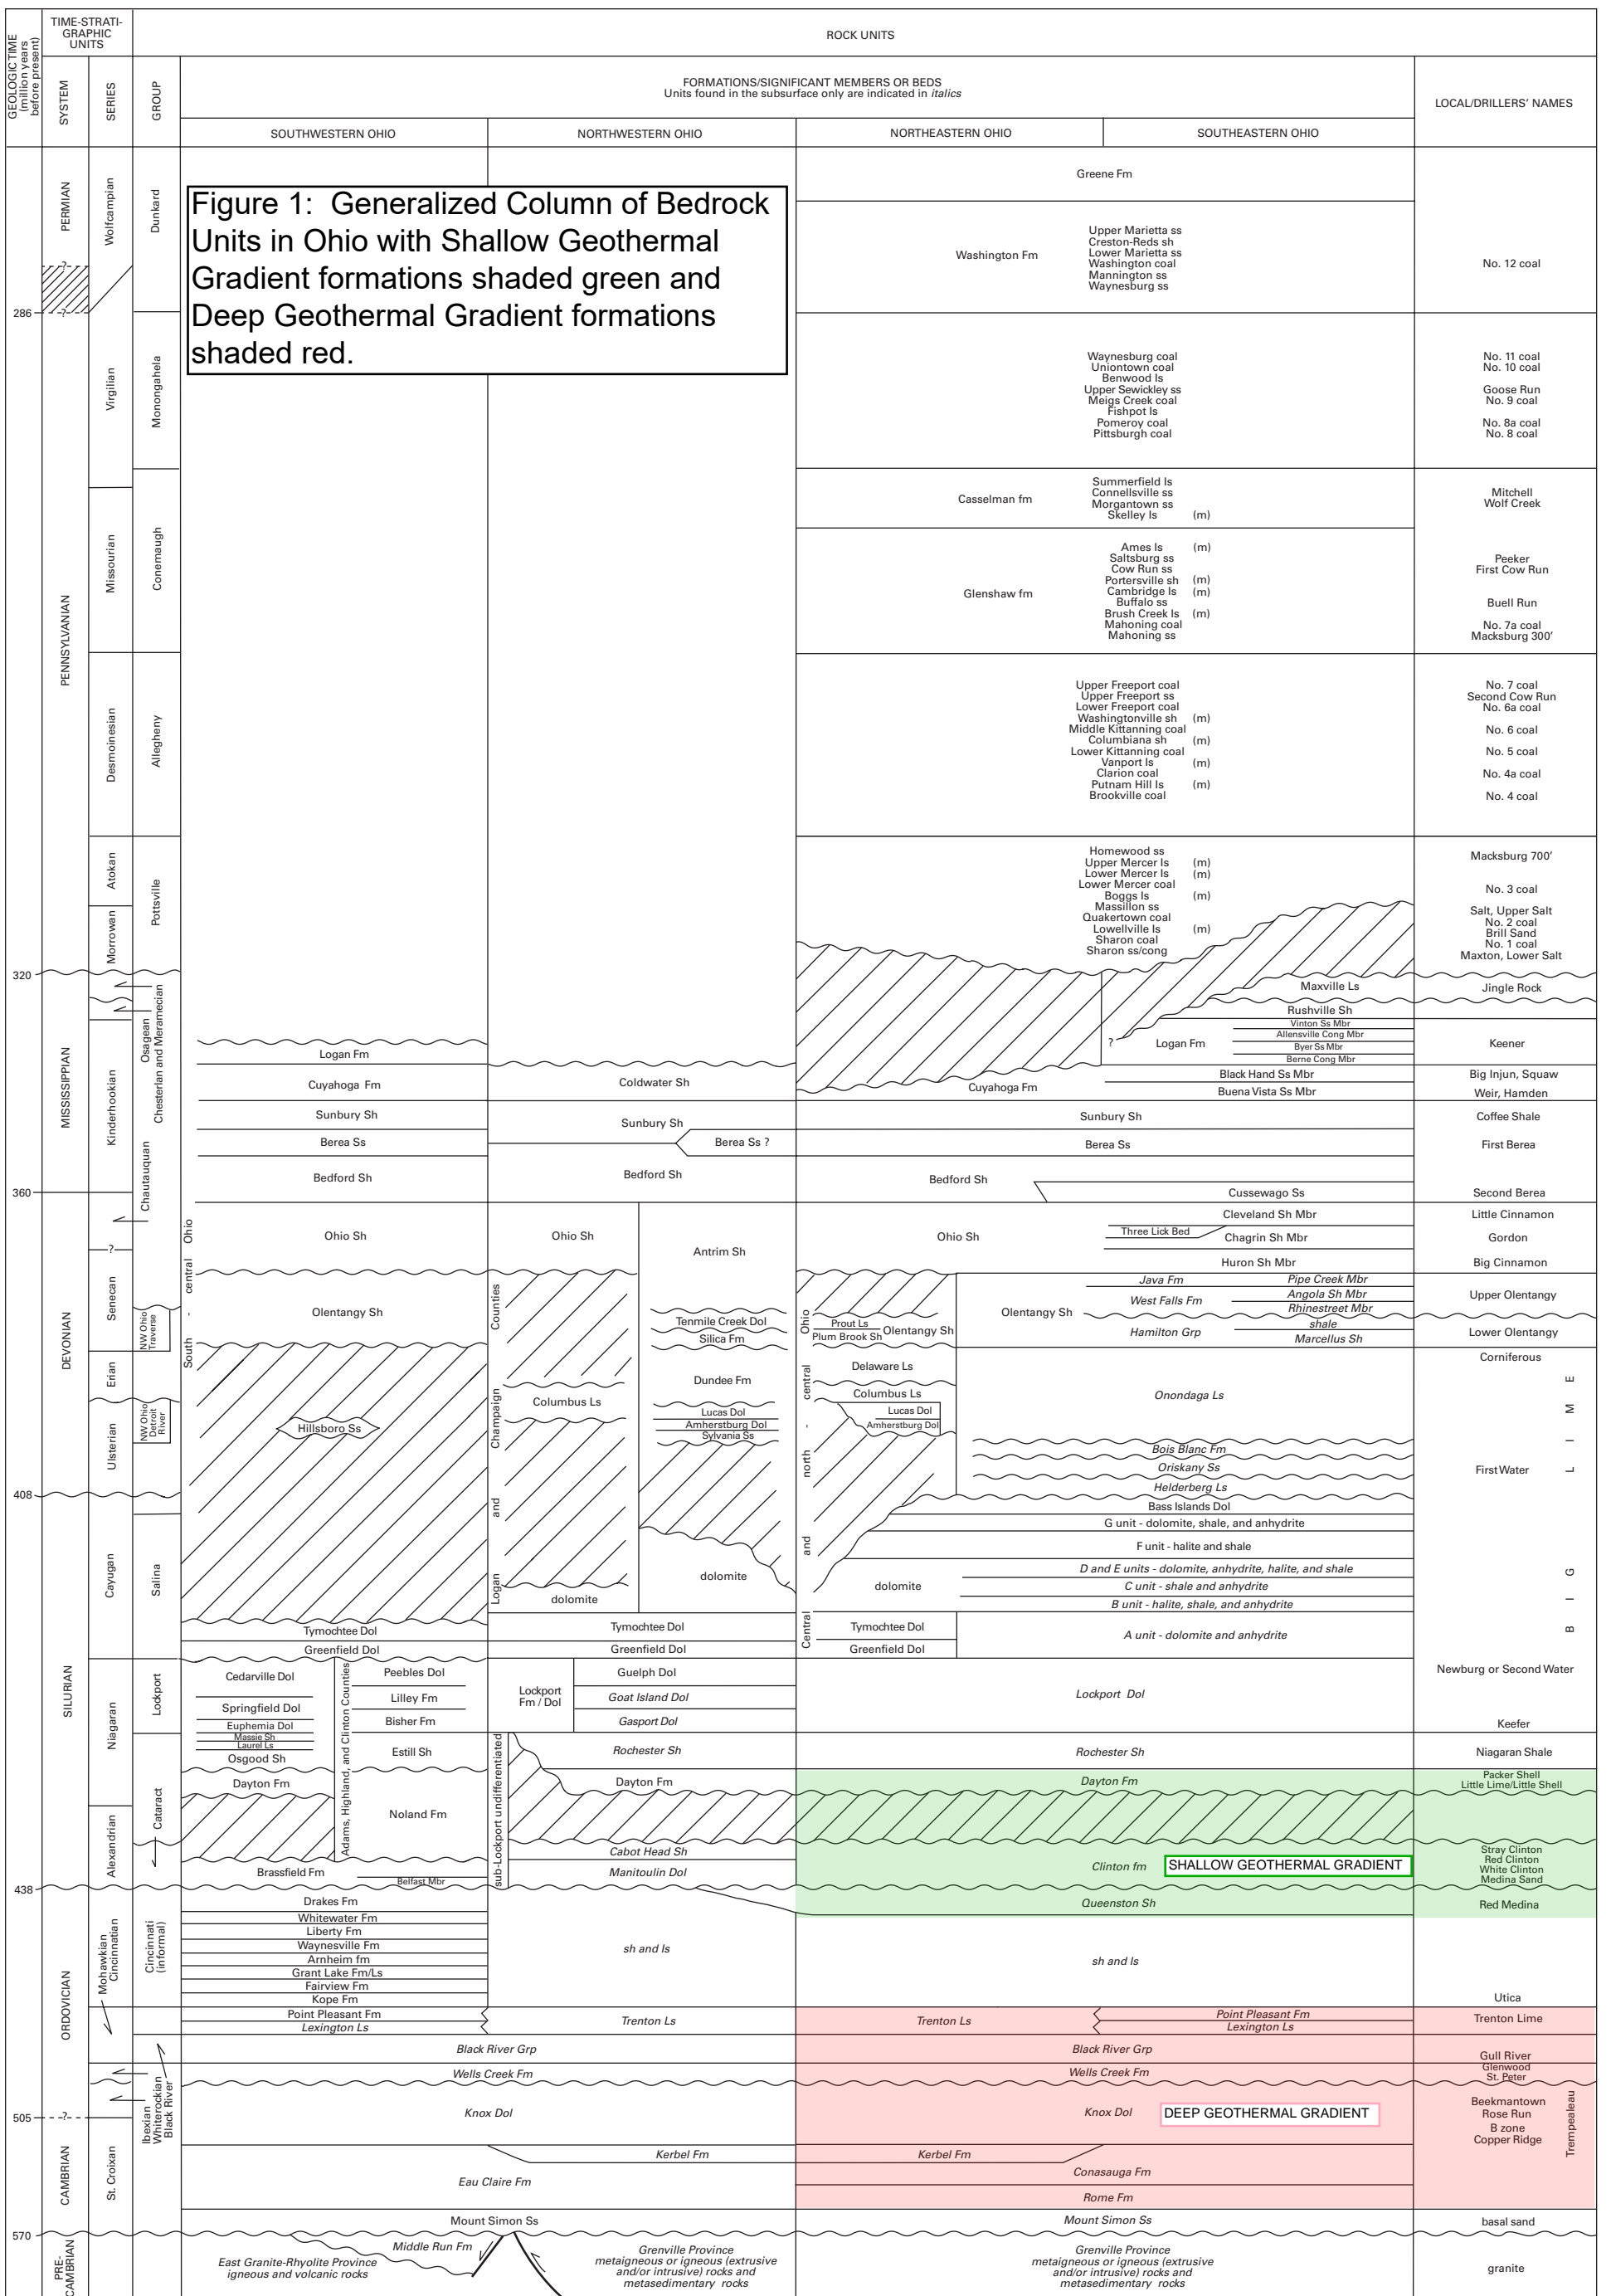 GEOLOGIC TIME
(million years
before present)
TIME-STRATI-
GRAPHIC
UNITS
ROCK UNITS
SYSTEM
SERIES
GROUP
FORMATIONS/SIGNIFICANT MEMBERS OR BEDS
Units found in the subsurface only are indicated in italics
LOCAL/DRILLERS' NAMES
SOUTHWESTERN OHIO
NORTHWESTERN OHIO
NORTHEASTERN OHIO
SOUTHEASTERN OHIO
Figure 1: Generalized Column of Bedrock
Units in Ohio with Shallow Geothermal
Gradient formations shaded green and
Deep Geothermal Gradient formations
shaded red.
286
320
360
408
438
505
570
PERMIAN
?
?
PENNSYLVANIAN
MISSISSIPPIAN
DEVONIAN
SILURIAN
ORDOVICIAN
?
CAMBRIAN
PRE-
CAMBRIAN
Wolfcampian
Virgilian
Missourian
Desmoinesian
Atokan
Morrowan
Kinderhookian
?
Senecan
Erian
Ulsterian
Cayugan
Niagaran
Alexandrian
Mohawkian
Cincinnatian
St. Croixan
Dunkard
Monongahela
Conemaugh
Allegheny
Pottsville
Osagean
Chesterian and Meramecian
Chautauquan
NW Ohio
Traverse
NW Ohio
Detroit
River
Salina
Lockport
Cataract
Cincinnati
(informal)
Ibexian
Whiterockian
Black River
South - central Ohio
Logan Fm
Cuyahoga Fm
Sunbury Sh
Berea Ss
Bedford Sh
Ohio Sh
Olentangy Sh
Hillsboro Ss
Tymochtee Dol
Greenfield Dol
Cedarville Dol
Springfield Dol
Euphemia Dol
Massie Sh
Laurel Ls
Osgood Sh
Dayton Fm
Adams, Highland, and Clinton Counties
Peebles Dol
Lilley Fm
Bisher Fm
Estill Sh
Noland Fm
Brassfield Fm
Belfast Mbr
Drakes Fm
Whitewater Fm
Liberty Fm
Waynesville Fm
Arnheim fm
Grant Lake Fm/Ls
Fairview Fm
Kope Fm
Point Pleasant Fm
Lexington Ls
Black River Grp
Wells Creek Fm
Knox Dol
Eau Claire Fm
Mount Simon Ss
Middle Run Fm
East Granite-Rhyolite Province
igneous and volcanic rocks
Coldwater Sh
Sunbury Sh
Berea Ss ?
Bedford Sh
Logan and Champaign Counties
Ohio Sh
Antrim Sh
Tenmile Creek Dol
Silica Fm
Dundee Fm
Columbus Ls
Lucas Dol
Amherstburg Dol
Sylvania Ss
dolomite
dolomite
Tymochtee Dol
Greenfield Dol
Lockport
Fm / Dol
Guelph Dol
Goat Island Dol
Gasport Dol
sub-Lockport undifferentiated
Rochester Sh
Dayton Fm
Cabot Head Sh
Manitoulin Dol
sh and ls
Trenton Ls
Kerbel Fm
Grenville Province
metaigneous or igneous (extrusive
and/or intrusive) rocks and
metasedimentary rocks
Greene Fm
Washington Fm
Upper Marietta ss
Creston-Reds sh
Lower Marietta ss
Washington coal
Mannington ss
Waynesburg ss
Waynesburg coal
Uniontown coal
Benwood ls
Upper Sewickley ss
Meigs Creek coal
Fishpot ls
Pomeroy coal
Pittsburgh coal
Casselman fm
Summerfield ls
Connellsville ss
Morgantown ss
Skelley ls (m)
Glenshaw fm
Ames ls (m)
Saltsburg ss
Cow Run ss
Portersville sh (m)
Cambridge ls (m)
Buffalo ss
Brush Creek ls (m)
Mahoning coal
Mahoning ss
Upper Freeport coal
Upper Freeport ss
Lower Freeport coal
Washingtonville sh (m)
Middle Kittanning coal
Columbiana sh (m)
Lower Kittanning coal
Vanport ls (m)
Clarion coal
Putnam Hill ls (m)
Brookville coal
Homewood ss
Upper Mercer ls (m)
Lower Mercer ls (m)
Lower Mercer coal
Boggs ls (m)
Massillon ss
Quakertown coal
Lowellville ls (m)
Sharon coal
Sharon ss/cong
Maxville Ls
Rushville Sh
?
Logan Fm
Vinton Ss Mbr
Allensville Cong Mbr
Byer Ss Mbr
Berne Cong Mbr
Cuyahoga Fm
Black Hand Ss Mbr
Buena Vista Ss Mbr
Sunbury Sh
Berea Ss
Bedford Sh
Cussewago Ss
Ohio Sh
Cleveland Sh Mbr
Three Lick Bed
Chagrin Sh Mbr
Huron Sh Mbr
Central and north - central Ohio
Prout Ls
Plum Brook Sh
Olentangy Sh
Olentangy Sh
Java Fm
Pipe Creek Mbr
West Falls Fm
Angola Sh Mbr
Rhinestreet Mbr
Hamilton Grp
shale
Marcellus Sh
Delaware Ls
Columbus Ls
Lucas Dol
Amherstburg Dol
Onondaga Ls
Bois Blanc Fm
Oriskany Ss
Helderberg Ls
Bass Islands Dol
G unit - dolomite, shale, and anhydrite
F unit - halite and shale
D and E units - dolomite, anhydrite, halite, and shale
C unit - shale and anhydrite
B unit - halite, shale, and anhydrite
A unit - dolomite and anhydrite
dolomite
Tymochtee Dol
Greenfield Dol
Lockport Dol
Rochester Sh
Dayton Fm
Clinton fm
SHALLOW GEOTHERMAL GRADIENT
Queenston Sh
sh and ls
Trenton Ls
Point Pleasant Fm
Lexington Ls
Black River Grp
Wells Creek Fm
Knox Dol
DEEP GEOTHERMAL GRADIENT
Kerbel Fm
Conasauga Fm
Rome Fm
Mount Simon Ss
Grenville Province
metaigneous or igneous (extrusive
and/or intrusive) rocks and
metasedimentary rocks
No. 12 coal
No. 11 coal
No. 10 coal
Goose Run
No. 9 coal
No. 8a coal
No. 8 coal
Mitchell
Wolf Creek
Peeker
First Cow Run
Buell Run
No. 7a coal
Macksburg 300'
No. 7 coal
Second Cow Run
No. 6a coal
No. 6 coal
No. 5 coal
No. 4a coal
No. 4 coal
Macksburg 700'
No. 3 coal
Salt, Upper Salt
No. 2 coal
Brill Sand
No. 1 coal
Maxton, Lower Salt
Jingle Rock
Keener
Big Injun, Squaw
Weir, Hamden
Coffee Shale
First Berea
Second Berea
Little Cinnamon
Gordon
Big Cinnamon
Upper Olentangy
Lower Olentangy
Corniferous
First Water
BIG LIME
Newburg or Second Water
Keefer
Niagaran Shale
Packer Shell
Little Lime/Little Shell
Stray Clinton
Red Clinton
White Clinton
Medina Sand
Red Medina
Utica
Trenton Lime
Gull River
Glenwood
St. Peter
Beekmantown
Rose Run
B zone
Copper Ridge
Trempealeau
basal sand
granite